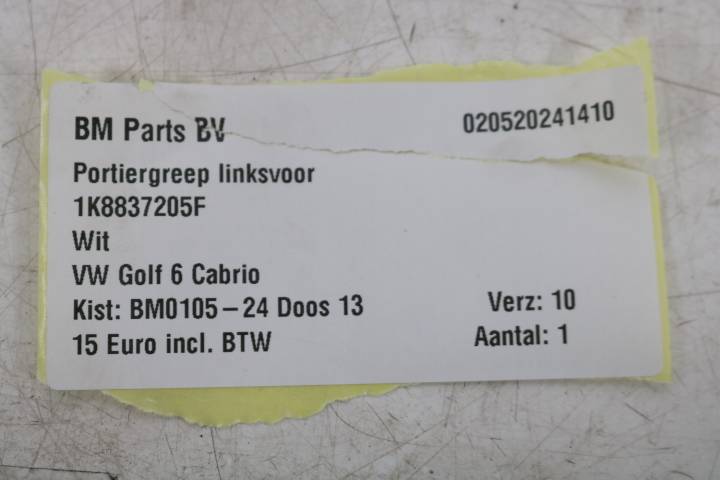 BM Parts BV 020520241410
Portiergreep linksvoor
1K8837205F
Wit
VW Golf 6 Cabrio
Kist: BM0105-24 Doos 13 Verz: 10
15 Euro incl. BTW Aantal: 1